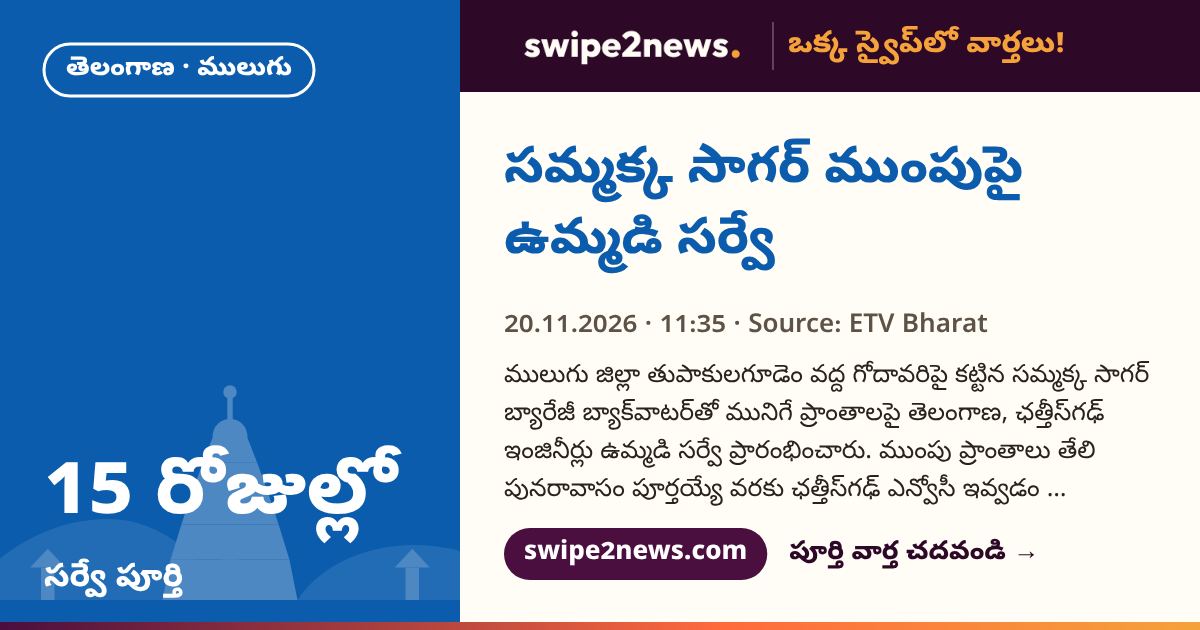 తెలంగాణ · ములుగు
15 రోజుల్లో
సర్వే పూర్తి
swipe2news.
ఒక్క స్వైప్‌లో వార్తలు!
సమ్మక్క సాగర్ ముంపుపై
ఉమ్మడి సర్వే
20.11.2026 · 11:35 · Source: ETV Bharat
ములుగు జిల్లా తుపాకులగూడెం వద్ద గోదావరిపై కట్టిన సమ్మక్క సాగర్
బ్యారేజీ బ్యాక్‌వాటర్‌తో మునిగే ప్రాంతాలపై తెలంగాణ, ఛత్తీస్‌గఢ్
ఇంజినీర్లు ఉమ్మడి సర్వే ప్రారంభించారు. ముంపు ప్రాంతాలు తేలి
పునరావాసం పూర్తయ్యే వరకు ఛత్తీస్‌గఢ్ ఎన్వోసీ ఇవ్వడం ...
swipe2news.com
పూర్తి వార్త చదవండి →